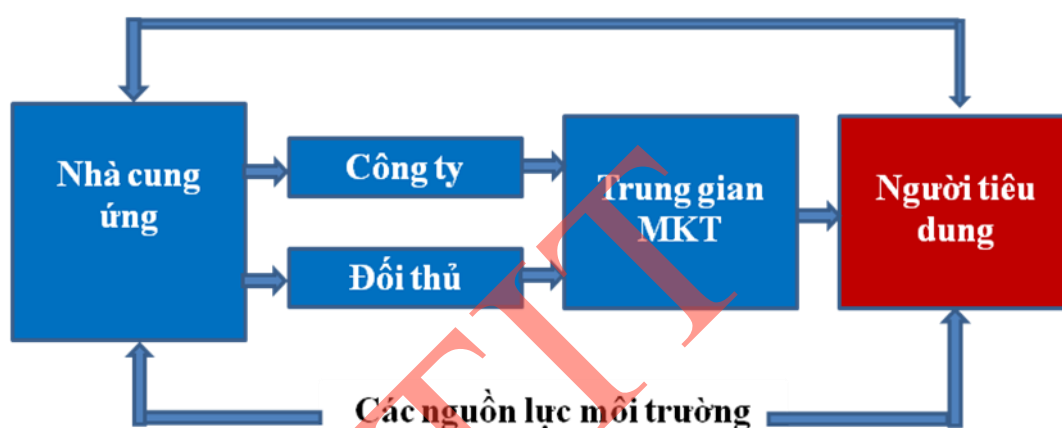 Nhà cung
ứng
Công ty
Đối thủ
Trung gian
MKT
Người tiêu
dung
Các nguồn lực môi trường